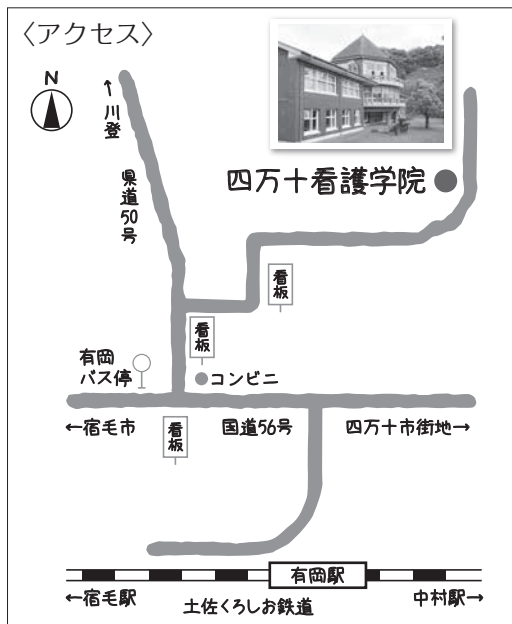 〈アクセス〉
N
↑川登
県道50号
四万十看護学院
看板
看板
有岡
バス停
コンビニ
←宿毛市
看板
国道56号
四万十市街地→
有岡駅
←宿毛駅
土佐くろしお鉄道
中村駅→